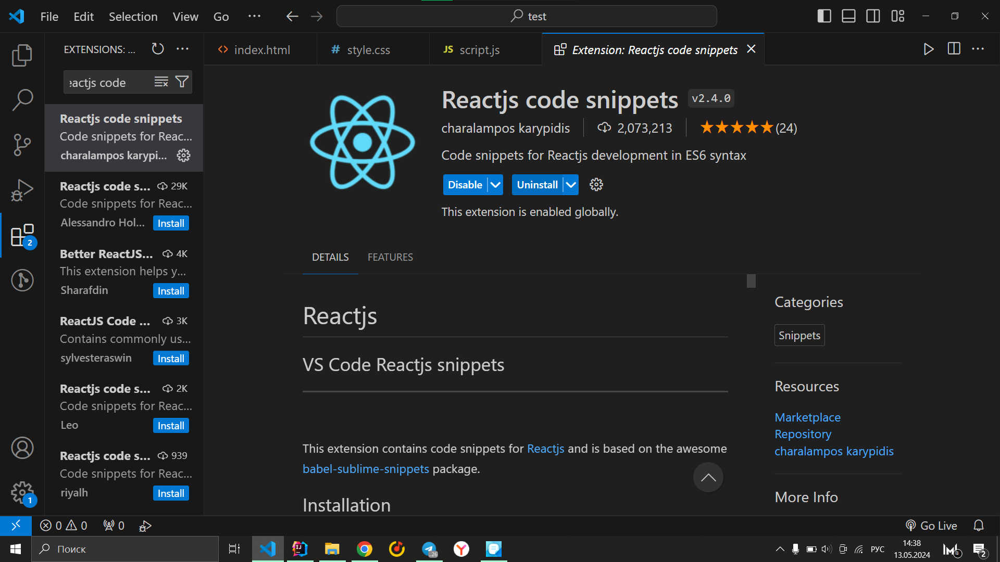 File Edit Selection View Go ··· test
EXTENSIONS: ...
eactjs code
Reactjs code snippets
Code snippets for Reac...
charalampos karypi...
Reactjs code s... 29K
Code snippets for Reac...
Alessandro Hol... Install
Better ReactJS... 4K
This extension helps y...
Sharafdin Install
ReactJS Code ... 3K
Contains commonly us...
sylvesteraswin Install
Reactjs code s... 2K
Code snippets for Reac...
Leo Install
Reactjs code s... 939
Code snippets for Reac...
riyalh Install
2
1
index.html
# style.css
JS script.js
Extension: Reactjs code snippets
Reactjs code snippets v2.4.0
charalampos karypidis 2,073,213 ★★★★★(24)
Code snippets for Reactjs development in ES6 syntax
Disable Uninstall
This extension is enabled globally.
DETAILS FEATURES
Reactjs
VS Code Reactjs snippets
This extension contains code snippets for Reactjs and is based on the awesome
babel-sublime-snippets package.
Installation
Categories
Snippets
Resources
Marketplace
Repository
charalampos karypidis
More Info
0 0 0 Go Live
Поиск
IJ
..26
Y
РУС
14:38
13.05.2024
3
2